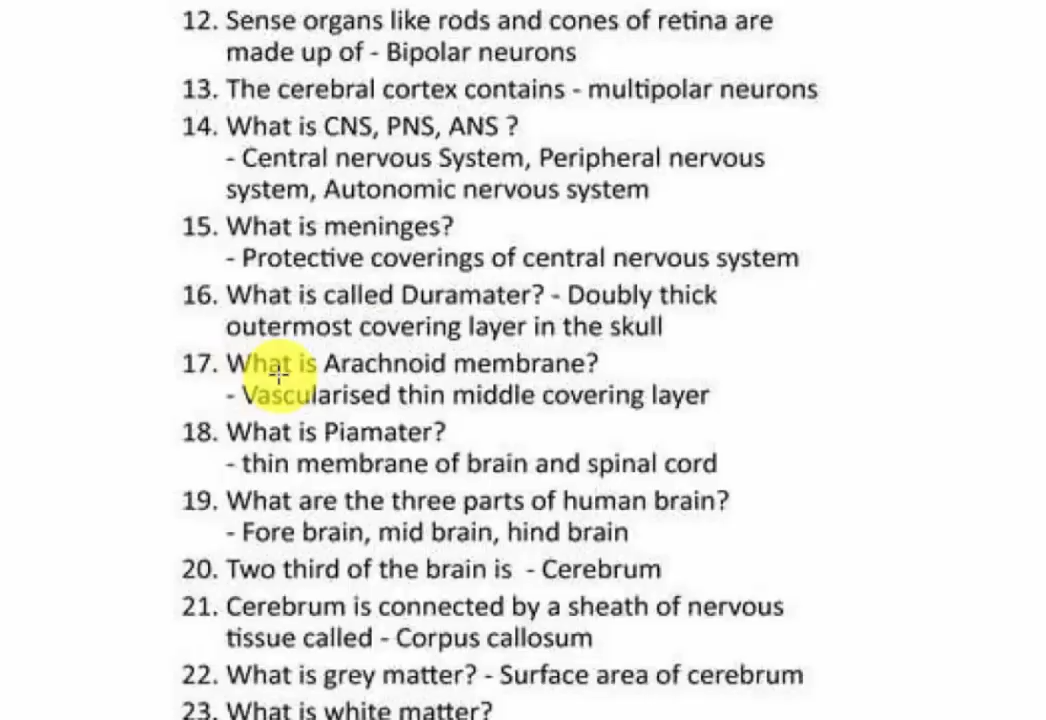 12. Sense organs like rods and cones of retina are
made up of - Bipolar neurons
13. The cerebral cortex contains - multipolar neurons
14. What is CNS, PNS, ANS ?
- Central nervous System, Peripheral nervous
system, Autonomic nervous system
15. What is meninges?
- Protective coverings of central nervous system
16. What is called Duramater? - Doubly thick
outermost covering layer in the skull
17. What is Arachnoid membrane?
- Vascularised thin middle covering layer
18. What is Piamater?
- thin membrane of brain and spinal cord
19. What are the three parts of human brain?
- Fore brain, mid brain, hind brain
20. Two third of the brain is - Cerebrum
21. Cerebrum is connected by a sheath of nervous
tissue called - Corpus callosum
22. What is grey matter? - Surface area of cerebrum
23. What is white matter?